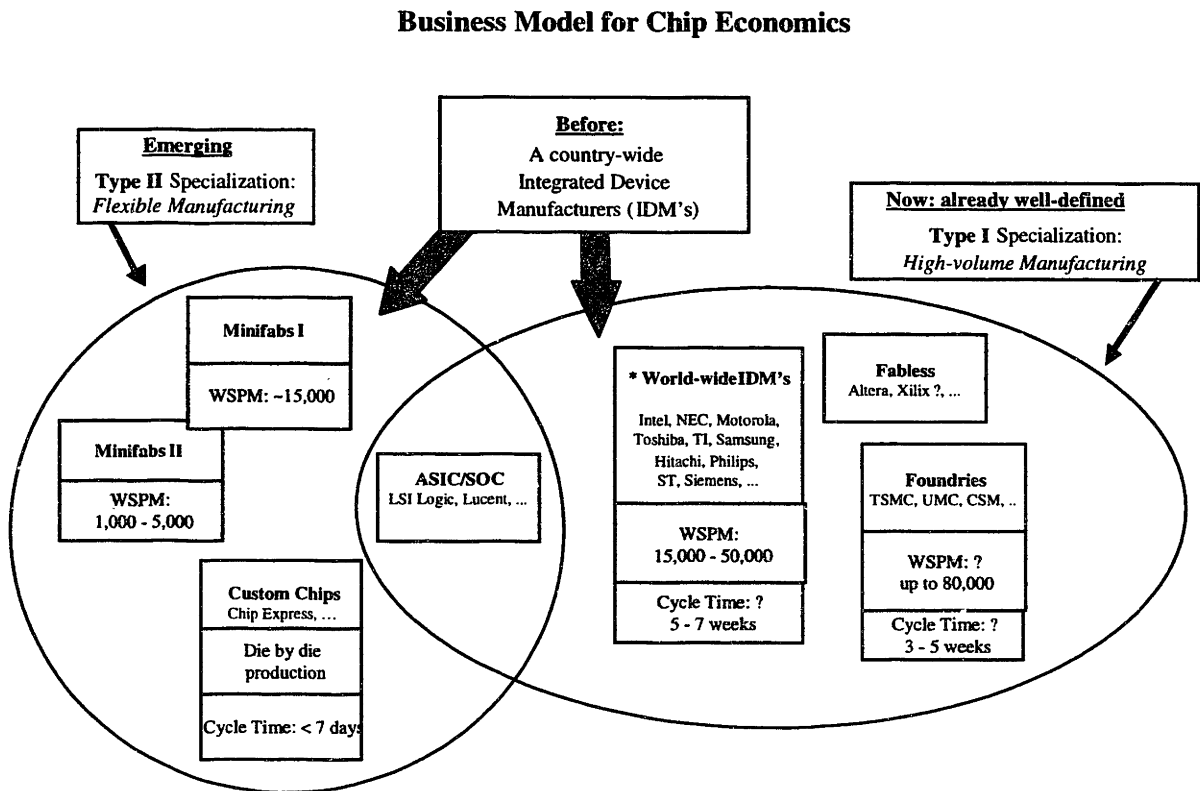 Business Model for Chip Economics
Before:
A country-wide
Integrated Device
Manufacturers (IDM's)
Emerging
Type II Specialization:
Flexible Manufacturing
Now: already well-defined
Type I Specialization:
High-volume Manufacturing
Minifabs I
WSPM: ~15,000
Minifabs II
WSPM:
1,000 - 5,000
Custom Chips
Chip Express, ...
Die by die
production
Cycle Time: < 7 days
ASIC/SOC
LSI Logic, Lucent, ...
* World-wide IDM's
Intel, NEC, Motorola,
Toshiba, TI, Samsung,
Hitachi, Philips,
ST, Siemens, ...
WSPM:
15,000 - 50,000
Cycle Time: ?
5 - 7 weeks
Fabless
Altera, Xilix ?, ...
Foundries
TSMC, UMC, CSM, ..
WSPM: ?
up to 80,000
Cycle Time: ?
3 - 5 weeks